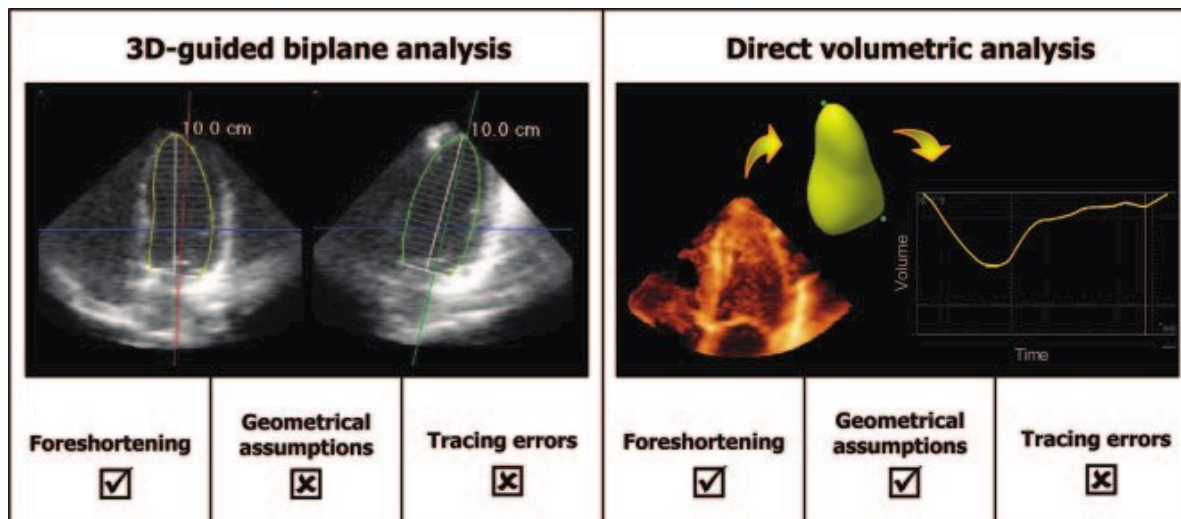 3D-guided biplane analysis
Direct volumetric analysis
10.0 cm
10.0 cm
Volume
Time
Foreshortening
Geometrical
assumptions
Tracing errors
Foreshortening
Geometrical
assumptions
Tracing errors